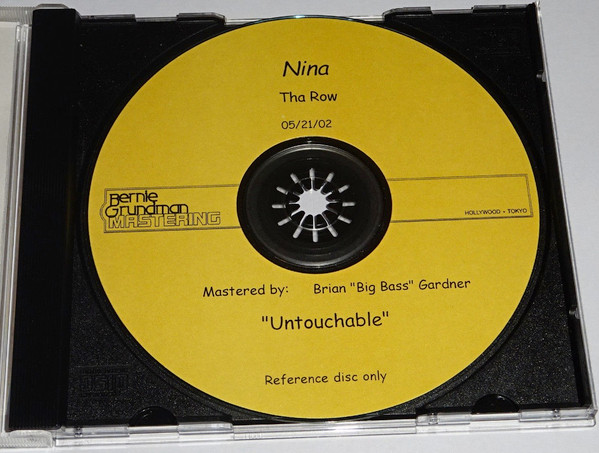 Nina
Tha Row
05/21/02
Bernie
Grundman
MASTERING
HOLLYWOOD • TOKYO
Mastered by: Brian "Big Bass" Gardner
"Untouchable"
Reference disc only